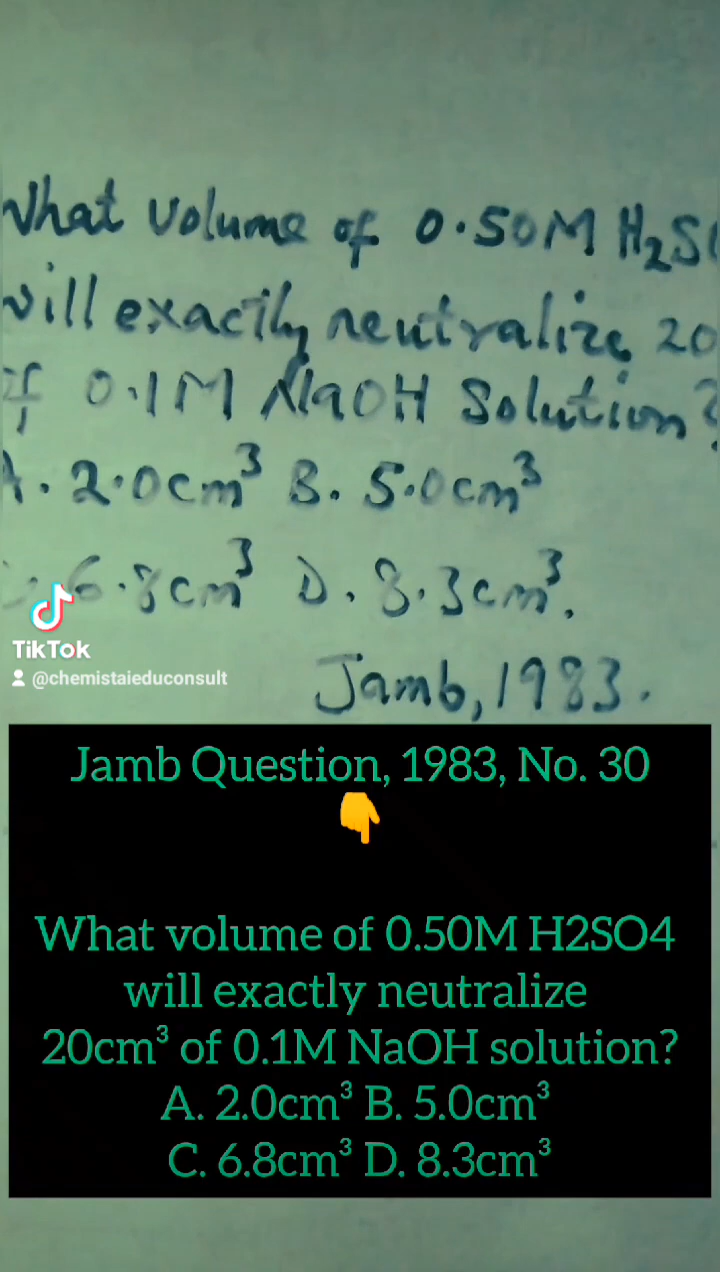 What volume of 0.50M H₂S
will exactly neutralize 20
of 0.1M NaOH Solution?
A. 2.0cm³ B. 5.0cm³
6.8cm³ D. 8.3cm³.
TikTok
@chemistaieduconsult
Jamb, 1983.
Jamb Question, 1983, No. 30
👇
What volume of 0.50M H2SO4
will exactly neutralize
20cm³ of 0.1M NaOH solution?
A. 2.0cm³ B. 5.0cm³
C. 6.8cm³ D. 8.3cm³